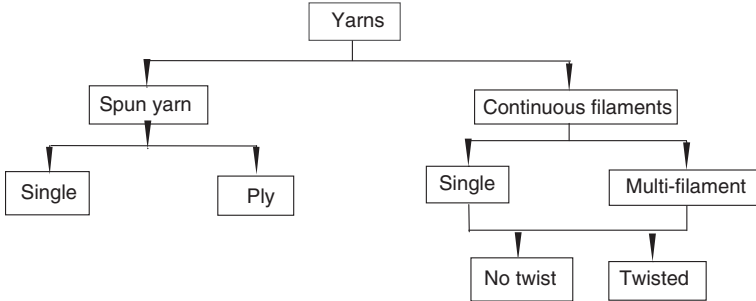 Yarns
Spun yarn
Continuous filaments
Single
Ply
Single
Multi-filament
No twist
Twisted